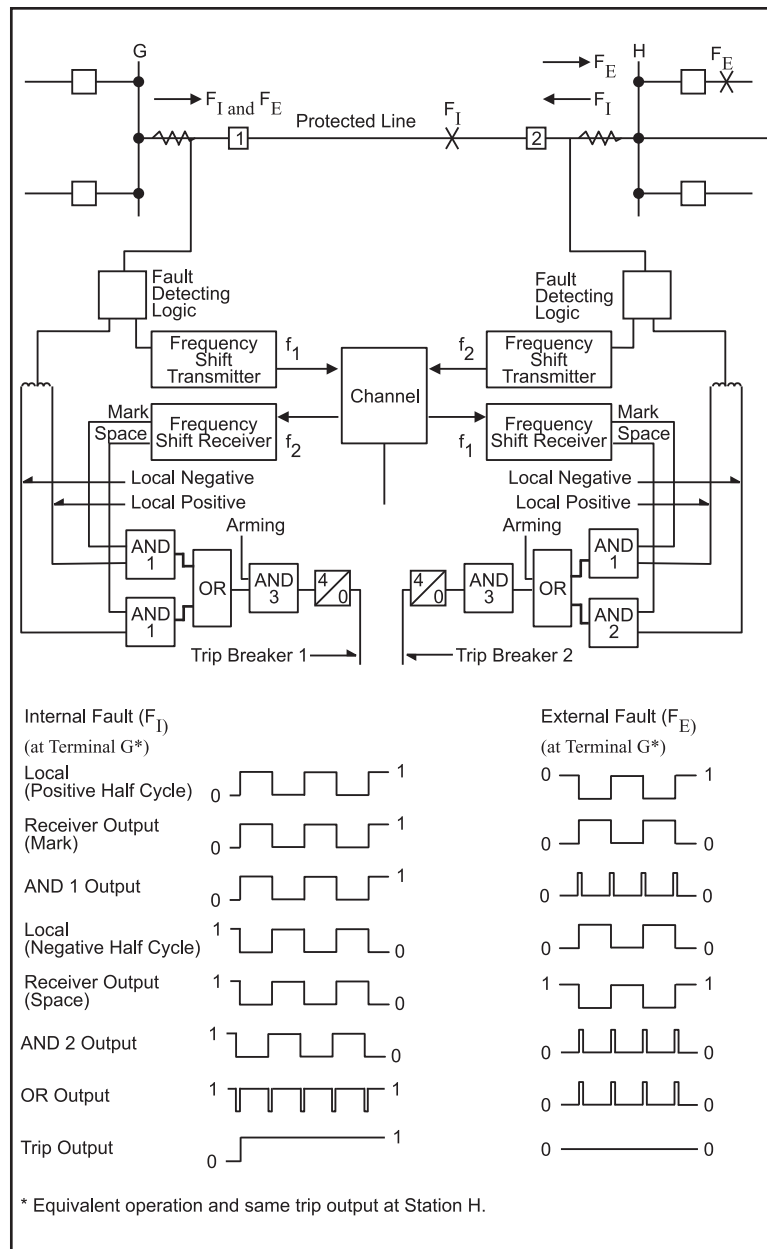 G
H
F_E
F_E
F_I and F_E
F_I
F_I
Protected Line
1
2
Fault
Detecting
Logic
Fault
Detecting
Logic
Frequency
Shift
Transmitter
f_1
Channel
f_2
Frequency
Shift
Transmitter
Mark
Space
Frequency
Shift Receiver
f_2
f_1
Frequency
Shift Receiver
Mark
Space
Local Negative
Local Negative
Local Positive
Local Positive
Arming
Arming
AND
1
OR
AND
3
4
0
4
0
AND
3
OR
AND
1
AND
1
AND
2
Trip Breaker 1
Trip Breaker 2
Internal Fault (F_I)
(at Terminal G*)
External Fault (F_E)
(at Terminal G*)
Local
(Positive Half Cycle)
0
1
0
1
Receiver Output
(Mark)
0
1
0
0
AND 1 Output
0
1
0
0
Local
(Negative Half Cycle)
1
0
0
0
Receiver Output
(Space)
1
0
1
1
AND 2 Output
1
0
0
0
OR Output
1
1
0
0
Trip Output
0
1
0
0
* Equivalent operation and same trip output at Station H.